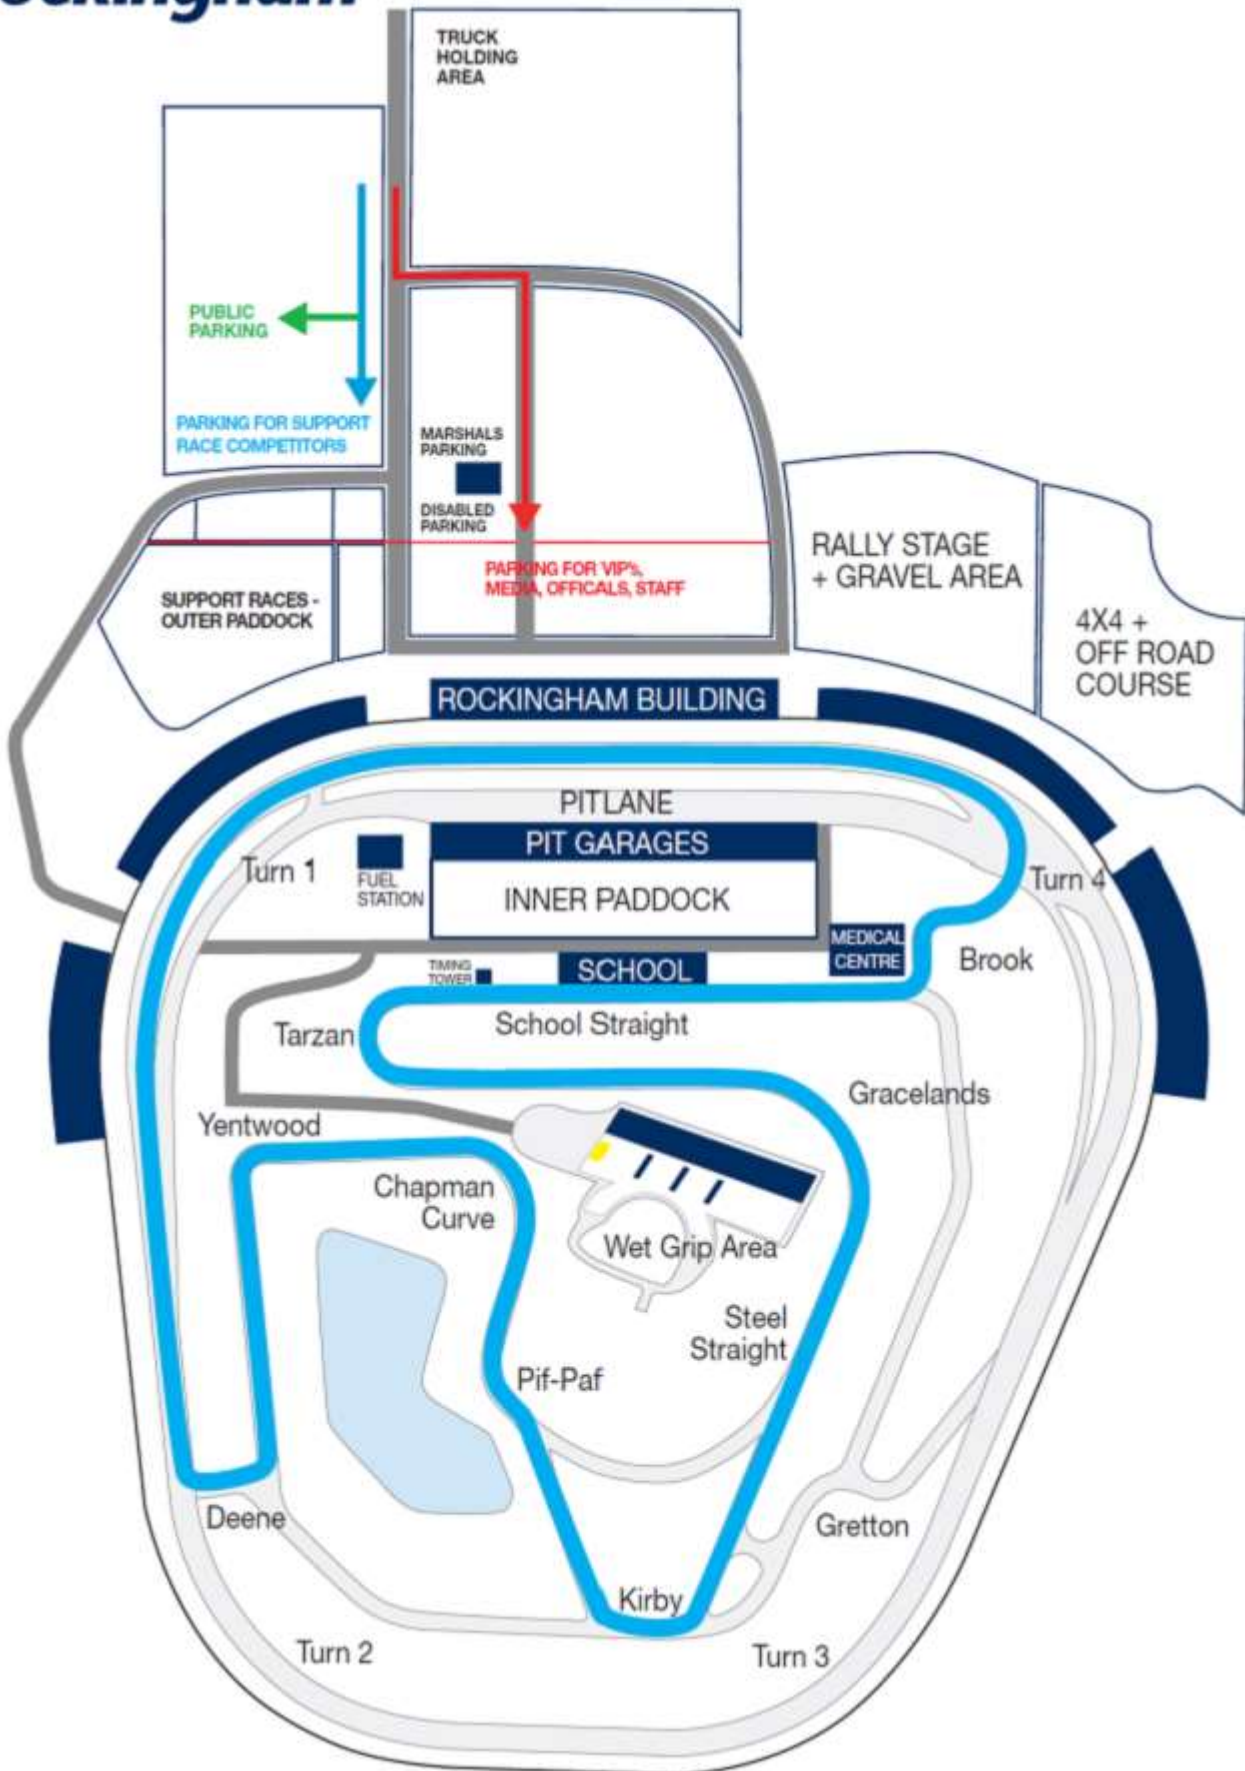 TRUCK
HOLDING
AREA
PUBLIC
PARKING
PARKING FOR SUPPORT
RACE COMPETITORS
MARSHALS
PARKING
DISABLED
PARKING
PARKING FOR VIP's,
MEDIA, OFFICALS, STAFF
SUPPORT RACES -
OUTER PADDOCK
RALLY STAGE
+ GRAVEL AREA
4X4 +
OFF ROAD
COURSE
ROCKINGHAM BUILDING
PITLANE
PIT GARAGES
INNER PADDOCK
Turn 1
FUEL
STATION
Turn 4
MEDICAL
CENTRE
Brook
TIMING
TOWER
SCHOOL
School Straight
Tarzan
Gracelands
Yentwood
Chapman
Curve
Wet Grip Area
Steel
Straight
Pif-Paf
Deene
Gretton
Kirby
Turn 2
Turn 3